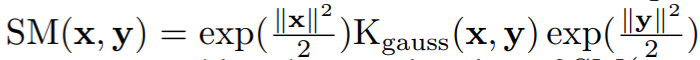 SM(x, y) = exp(‖x‖²/2)K_gauss(x, y) exp(‖y‖²/2)